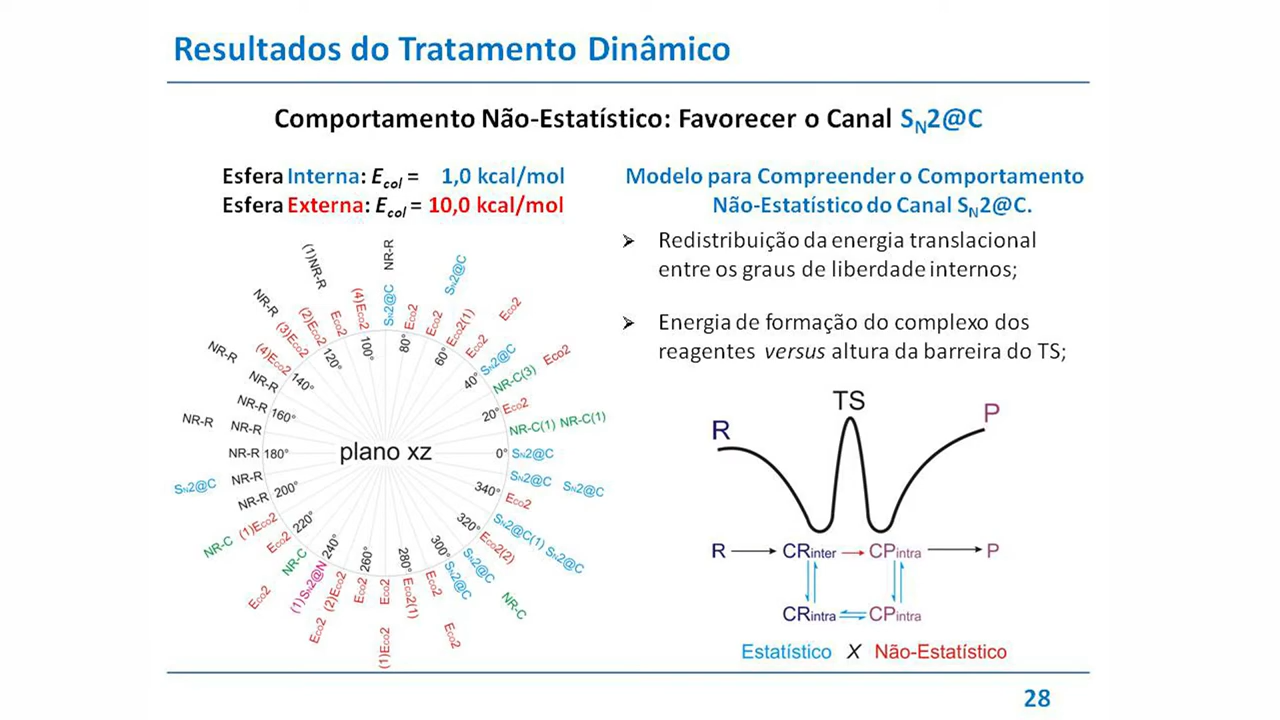 Resultados do Tratamento Dinâmico
Comportamento Não-Estatístico: Favorecer o Canal SN2@C
Esfera Interna: Ecol = 1,0 kcal/mol
Esfera Externa: Ecol = 10,0 kcal/mol
NR-R
(1)NR-R
SN2@C
NR-R
(4)ECO2
SN2@C
ECO2
ECO2
ECO2
(2)ECO2
ECO2
ECO2(1)
(3)ECO2
ECO2
NR-R
(4)ECO2
SN2@C
ECO2
100°
80°
120°
60°
140°
40°
NR-R
NR-C(3)
NR-R
160°
20°
ECO2
NR-R
NR-R
NR-C(1)
NR-C(1)
NR-R
180°
plano xz
0°
SN2@C
SN2@C
NR-R
SN2@C
SN2@C
NR-R
200°
340°
ECO2
(1)ECO2
220°
320°
SN2@C(1)
SN2@C
NR-C
ECO2
240°
260°
280°
300°
ECO2(2)
NR-C
SN2@C
SN2@C
(1)SN2@N
(2)ECO2
ECO2
ECO2
ECO2(1)
ECO2
NR-C
ECO2
ECO2
(1)ECO2
ECO2
Modelo para Compreender o Comportamento
Não-Estatístico do Canal SN2@C.
Redistribuição da energia translacional
entre os graus de liberdade internos;
Energia de formação do complexo dos
reagentes versus altura da barreira do TS;
TS
R
P
R CRinter CPintra P
CRintra CPintra
Estatístico X Não-Estatístico
28